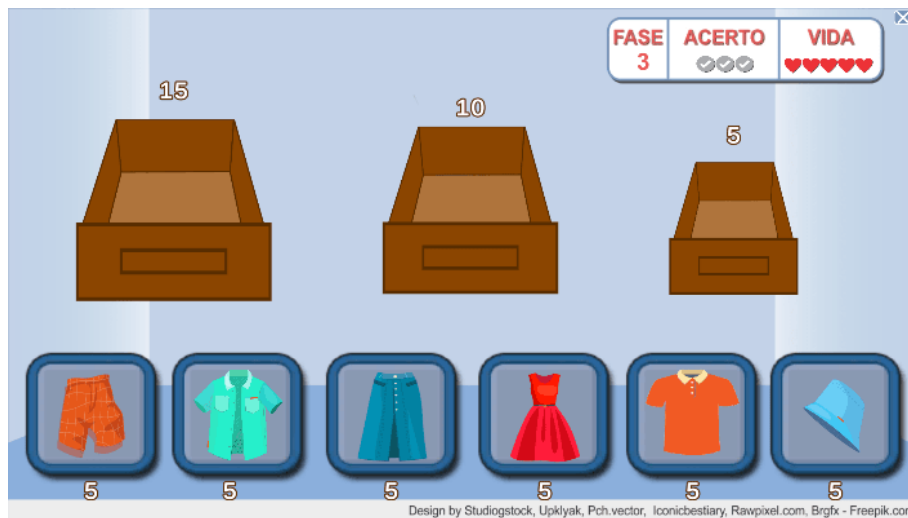 FASE ACERTO VIDA
3
15
10
5
5 5 5 5 5 5
Design by Studiogstock, Upklyak, Pch.vector, Iconicbestiary, Rawpixel.com, Brgfx - Freepik.com